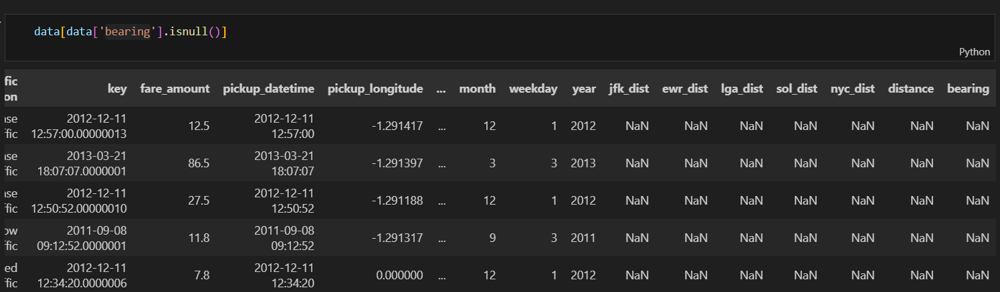 data[data['bearing'].isnull()]
Python
fic
on key fare_amount pickup_datetime pickup_longitude ... month weekday year jfk_dist ewr_dist lga_dist sol_dist nyc_dist distance bearing
ase 2012-12-11 2012-12-11
ffic 12:57:00.00000013 12.5 12:57:00 -1.291417 ... 12 1 2012 NaN NaN NaN NaN NaN NaN NaN
ase 2013-03-21 2013-03-21
ffic 18:07:07.0000001 86.5 18:07:07 -1.291397 ... 3 3 2013 NaN NaN NaN NaN NaN NaN NaN
ase 2012-12-11 2012-12-11
ffic 12:50:52.00000010 27.5 12:50:52 -1.291188 ... 12 1 2012 NaN NaN NaN NaN NaN NaN NaN
ow 2011-09-08 2011-09-08
ffic 09:12:52.0000001 11.8 09:12:52 -1.291317 ... 9 3 2011 NaN NaN NaN NaN NaN NaN NaN
ed 2012-12-11 2012-12-11
ffic 12:34:20.0000006 7.8 12:34:20 0.000000 ... 12 1 2012 NaN NaN NaN NaN NaN NaN NaN